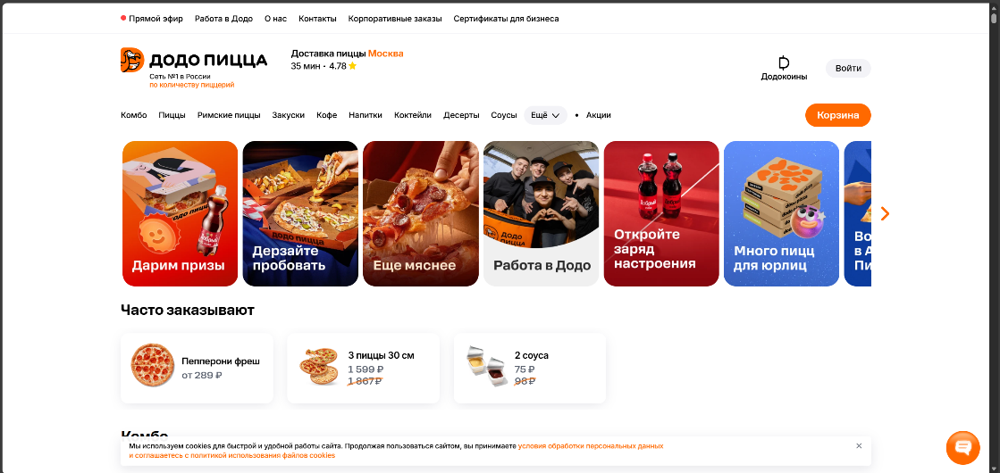 Прямой эфир Работа в Додо О нас Контакты Корпоративные заказы Сертификаты для бизнеса
ДОДО ПИЦЦА
Сеть №1 в России
по количеству пиццерий
Доставка пиццы Москва
35 мин · 4.78
Додокоины
Войти
Комбо Пиццы Римские пиццы Закуски Кофе Напитки Коктейли Десерты Соусы Ещё • Акции
Корзина
Дарим призы
Дерзайте
пробовать
Еще мяснее
Работа в Додо
Откройте
заряд
настроения
Много пицц
для юрлиц
Часто заказывают
Пепперони фреш
от 289 ₽
3 пиццы 30 см
1 599 ₽
1 867 ₽
2 соуса
75 ₽
98 ₽
Комбо
Мы используем cookies для быстрой и удобной работы сайта. Продолжая пользоваться сайтом, вы принимаете условия обработки персональных данных
и соглашаетесь с политикой использования файлов cookies